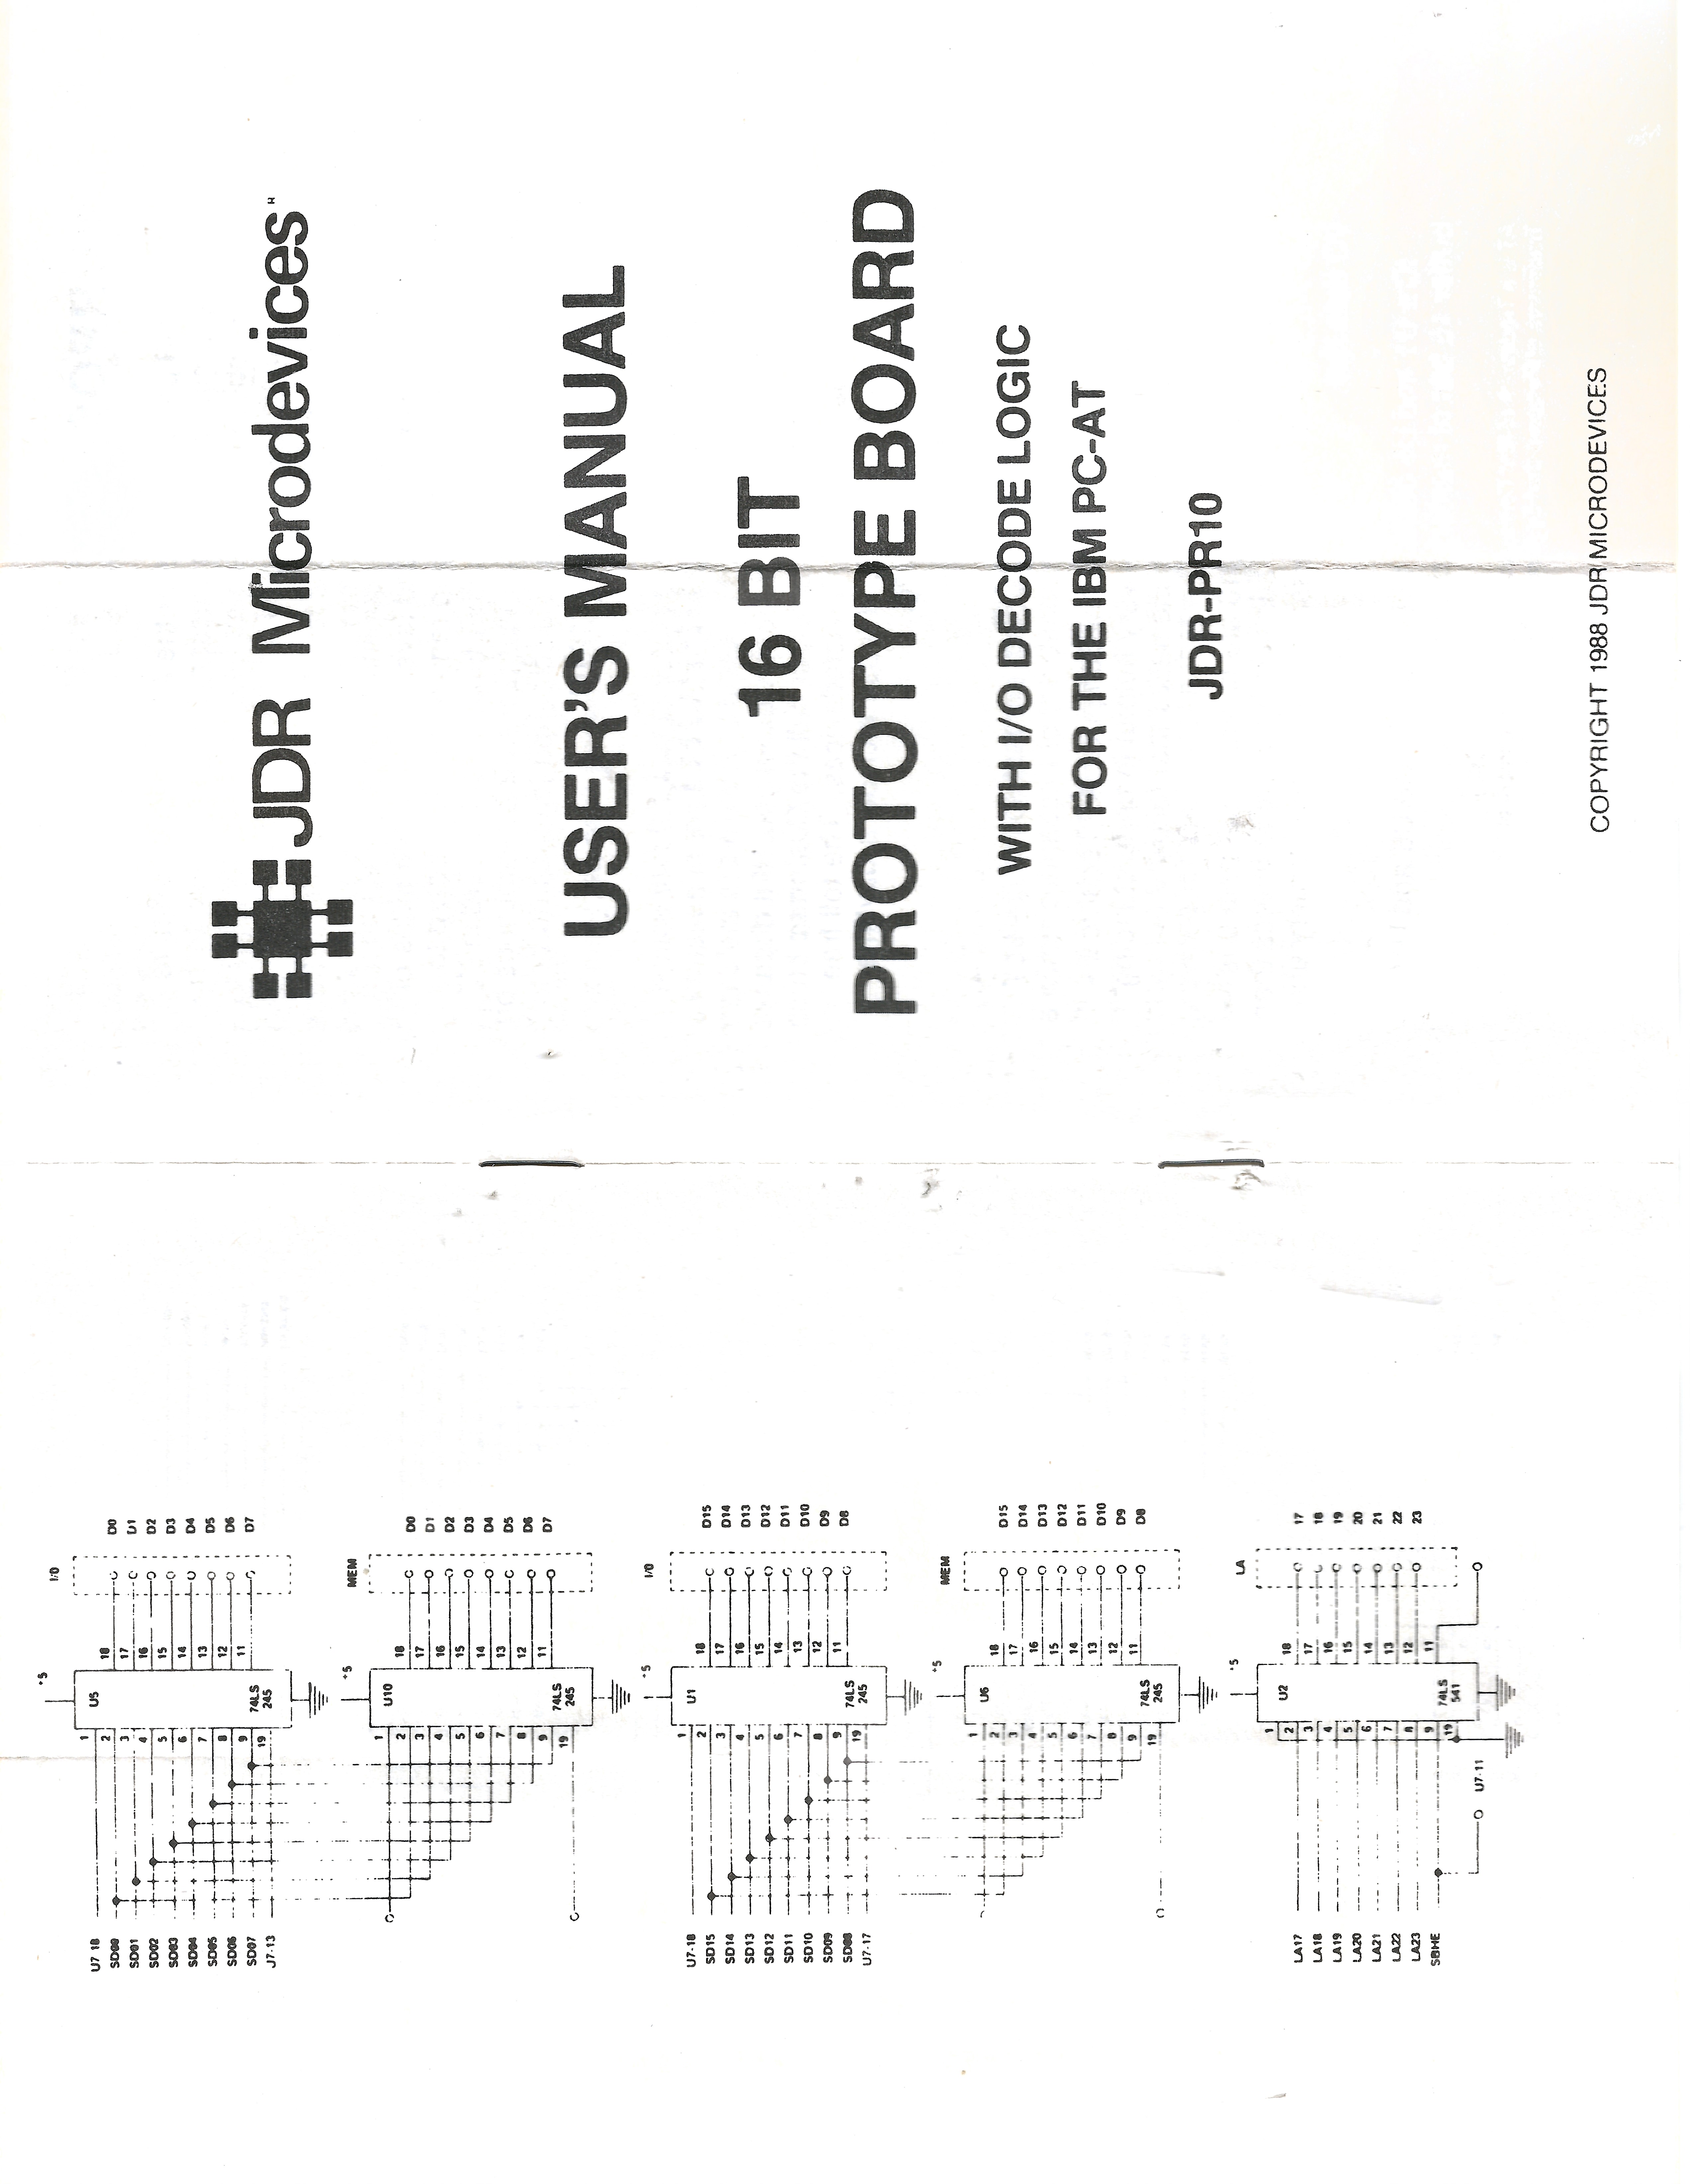 JDR Microdevices
USER'S MANUAL
16 BIT
PROTOTYPE BOARD
WITH I/O DECODE LOGIC
FOR THE IBM PC-AT
JDR-PR10
COPYRIGHT 1988 JDR MICRODEVICES
+5
I/O
U7 18 1 U5 18 D0
SD00 2 17 D1
SD01 3 16 D2
SD02 4 15 D3
SD03 5 14 D4
SD04 6 13 D5
SD05 7 12 D6
SD06 8 11 D7
SD07 9 74LS
J7-13 19 245
+5
MEM
1 U10 18 D0
2 17 D1
3 16 D2
4 15 D3
5 14 D4
6 13 D5
7 12 D6
8 11 D7
9 74LS
19 245
+5
I/O
U7-18 1 U1 18 D15
SD15 2 17 D14
SD14 3 16 D13
SD13 4 15 D12
SD12 5 14 D11
SD11 6 13 D10
SD10 7 12 D9
SD09 8 11 D8
SD08 9 74LS
U7-17 19 245
+5
MEM
1 U6 18 D15
2 17 D14
3 16 D13
4 15 D12
5 14 D11
6 13 D10
7 12 D9
8 11 D8
9 74LS
19 245
+5
LA
1 U2
LA17 2 18 17
LA18 3 17 18
LA19 4 16 19
LA20 5 15 20
LA21 6 14 21
LA22 7 13 22
LA23 8 12 23
SBHE 9 74LS 11
19 541
U7-11